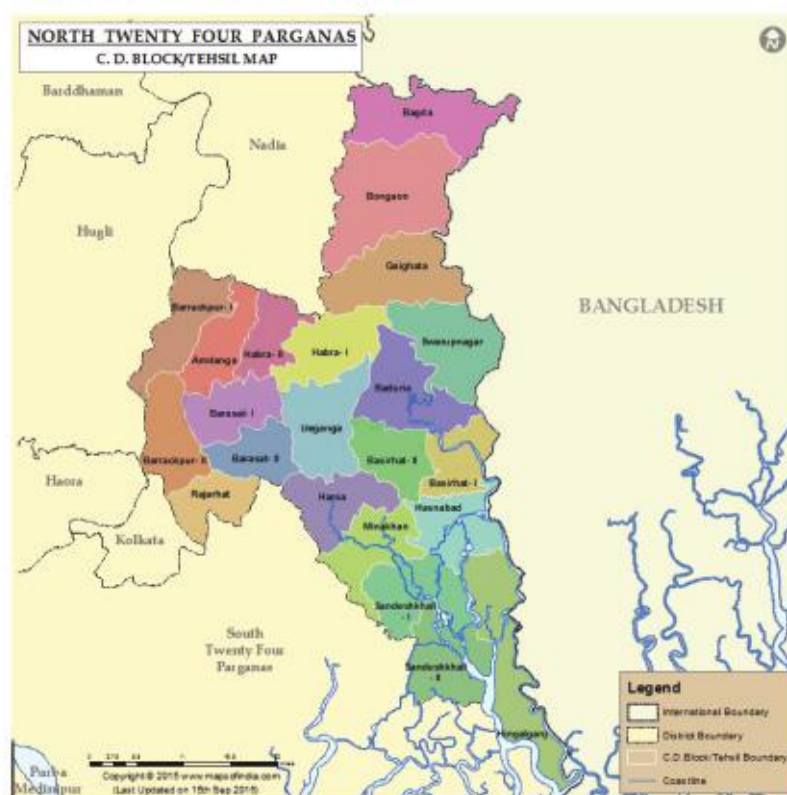 NORTH TWENTY FOUR PARGANAS
C. D. BLOCK/TEHSIL MAP
N
Barddhaman
Nadia
Bagda
Bongaon
Hugli
Gaighata
BANGLADESH
Barrackpur- I
Amdanga
Habra- II
Habra- I
Swarupnagar
Baduria
Barasat- I
Deganga
Barrackpur- II
Barasat- II
Basirhat- II
Basirhat- I
Haora
Rajarhat
Haroa
Hasnabad
Kolkata
Minakhan
Sandeshkhali
- I
South
Twenty Four
Parganas
Sandeshkhali
- II
Hingalganj
Legend
International Boundary
District Boundary
C.D.Block/Tehsil Boundary
Coastline
Purba
Medinipur
Copyright © 2015 www.mapsofindia.com
(Last Updated on 15th Sep 2015)